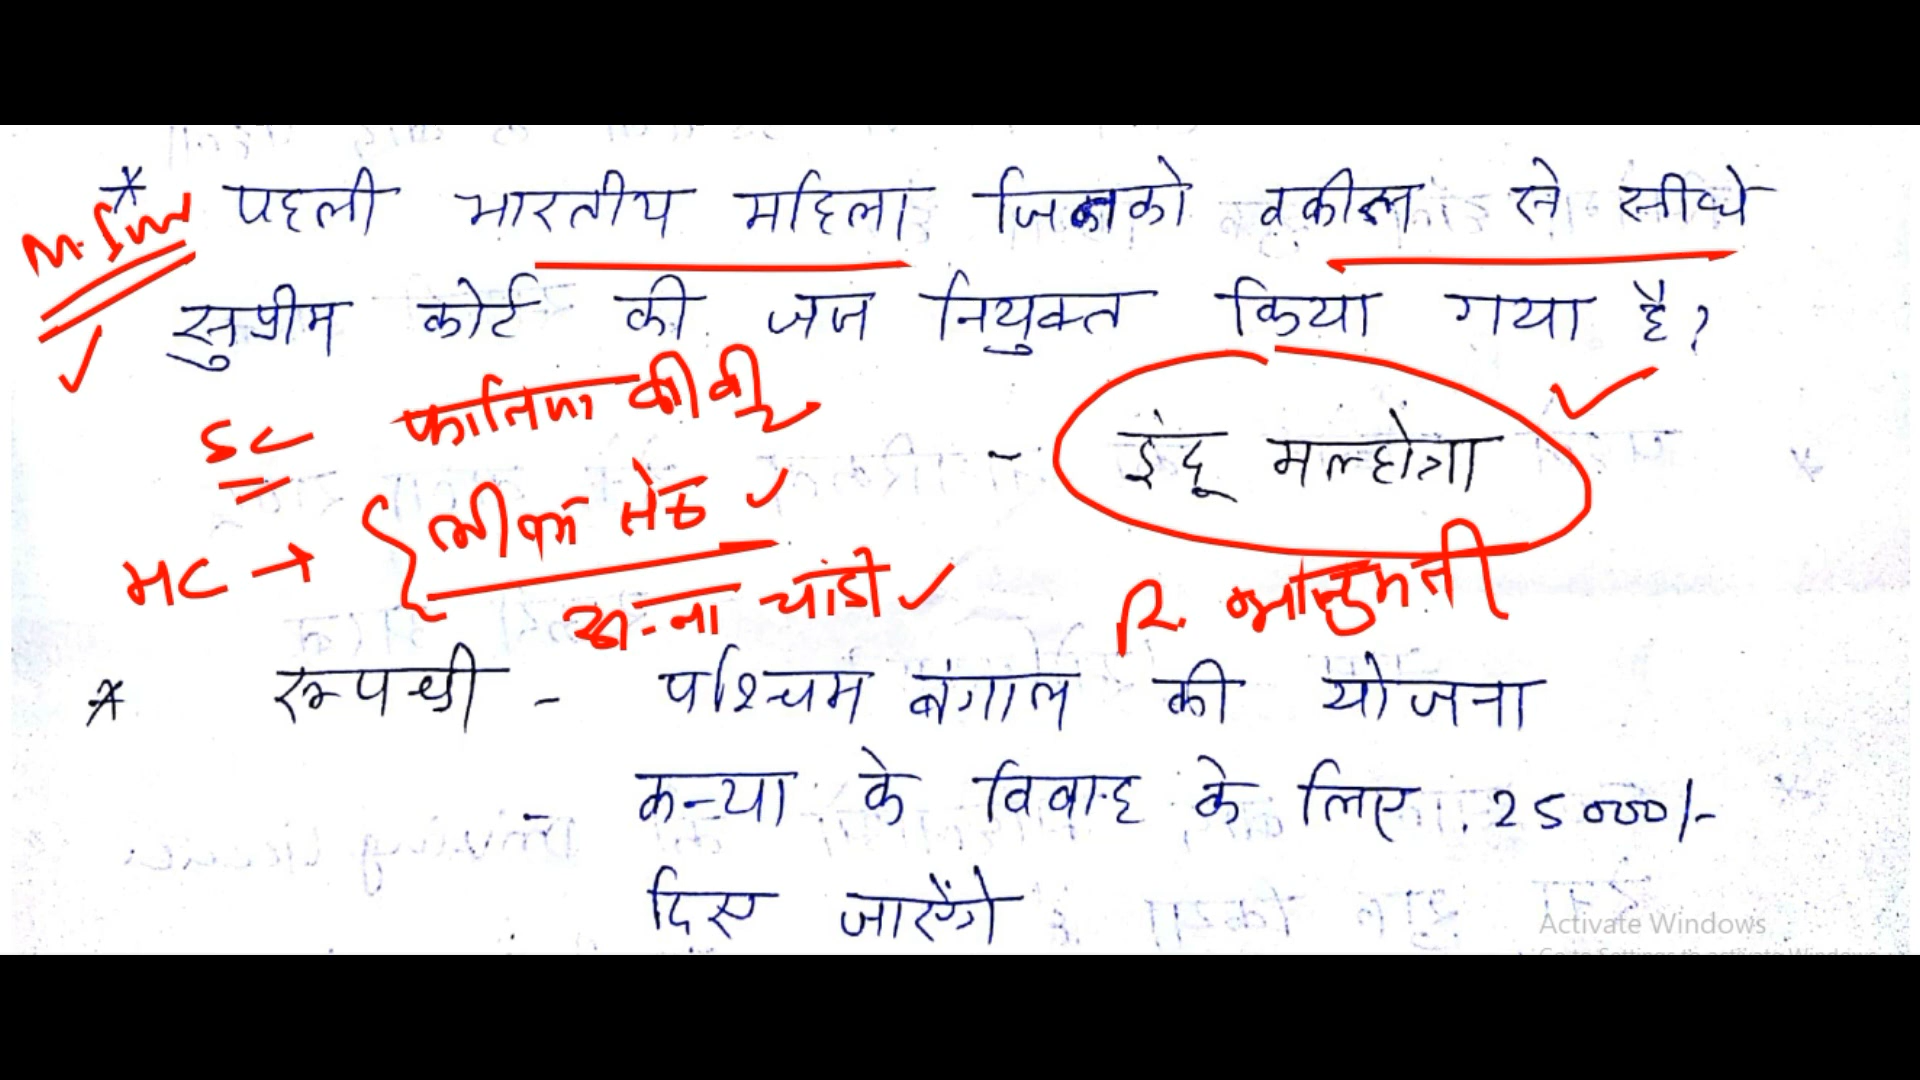 * पहली भारतीय महिला जिनको वकील से सीधे
M. Imp
सुप्रीम कोर्ट की जज नियुक्त किया गया है?
SC फातिमा बीबी
- इंदू मल्होत्रा
HC → { लीला सेठ
अन्ना चांडी
R. भानुमती
* रूपश्री - पश्चिम बंगाल की योजना
- कन्या के विवाह के लिए 25000/-
दिए जाएंगे
Activate Windows